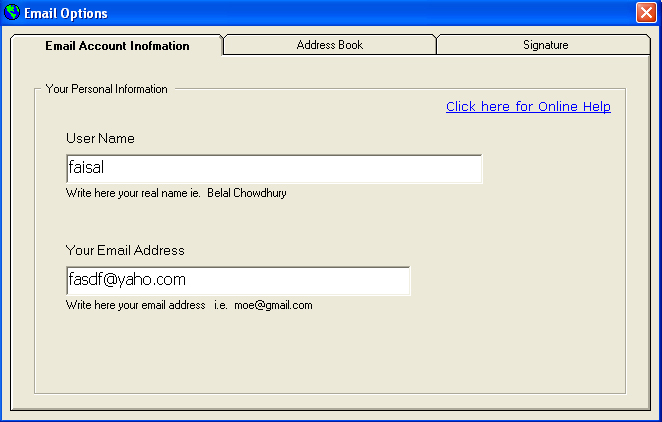 Email Options
Email Account Inofmation
Address Book
Signature
Your Personal Information
Click here for Online Help
User Name
faisal
Write here your real name ie. Belal Chowdhury
Your Email Address
fasdf@yaho.com
Write here your email address i.e. moe@gmail.com